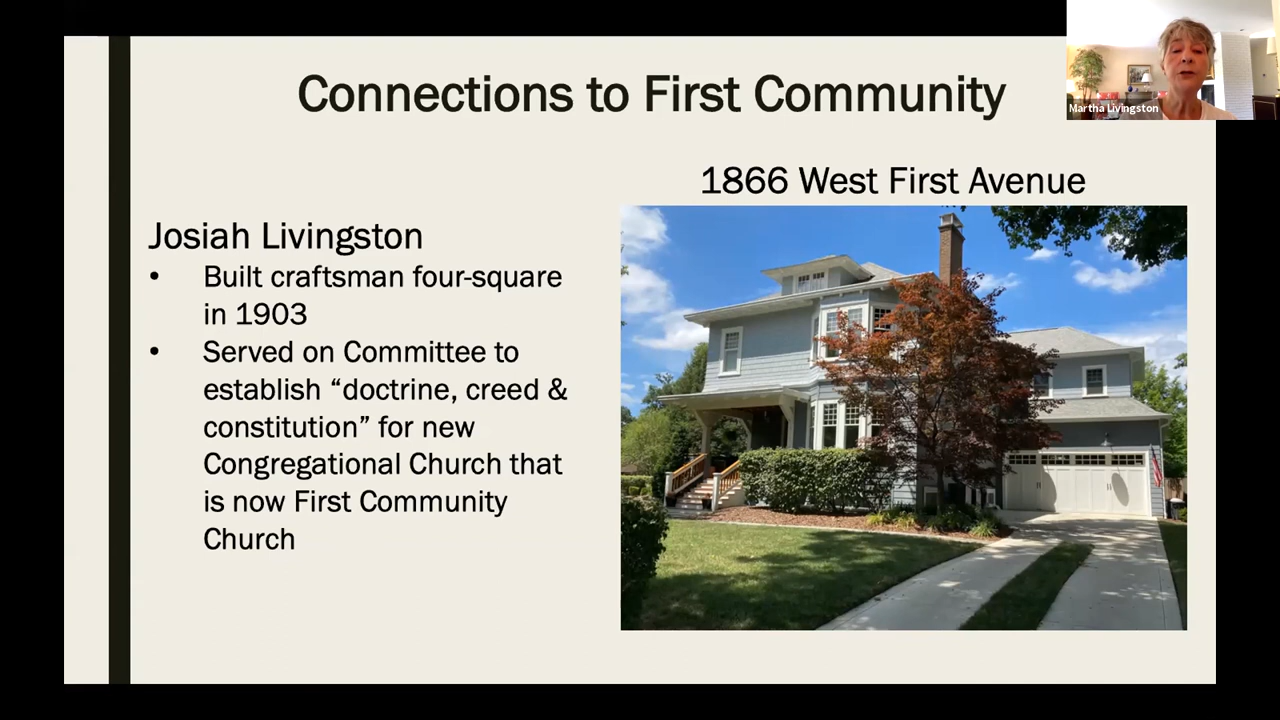 Connections to First Community
Martha Livingston
1866 West First Avenue
Josiah Livingston
• Built craftsman four-square
in 1903
• Served on Committee to
establish “doctrine, creed &
constitution” for new
Congregational Church that
is now First Community
Church